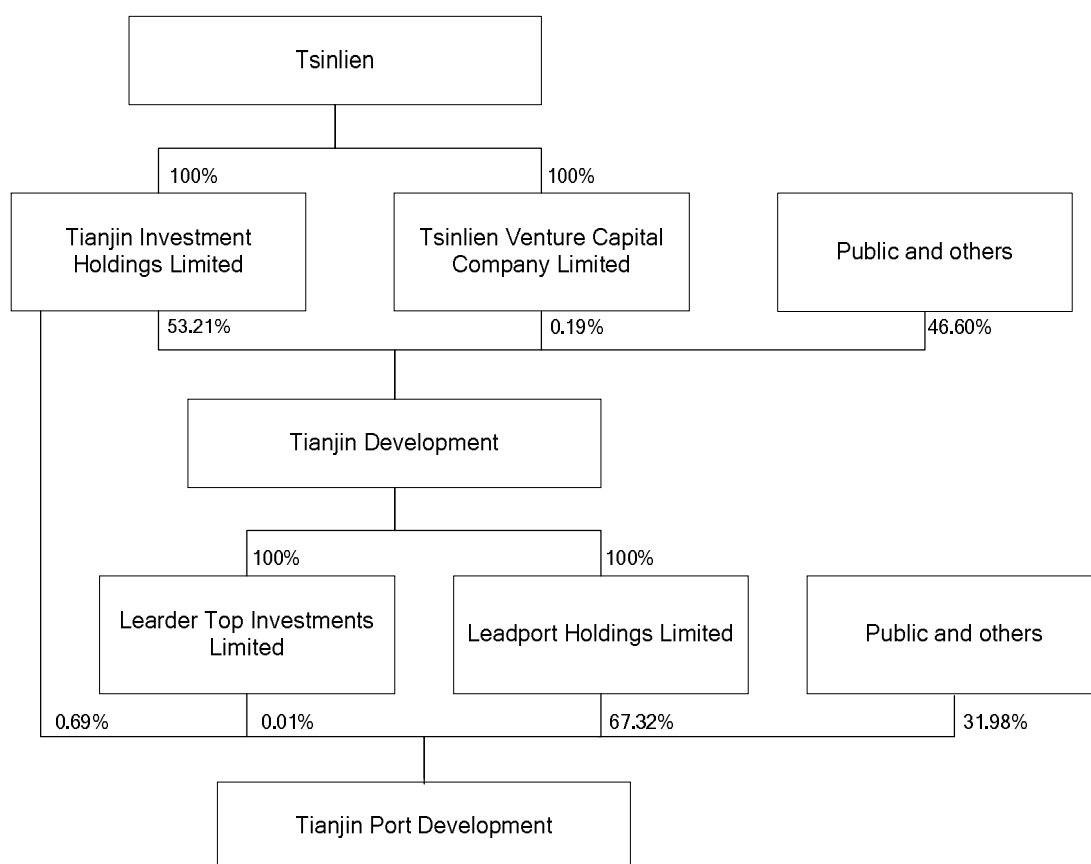 Tsinlien
100%
100%
Tianjin Investment
Holdings Limited
Tsinlien Venture Capital
Company Limited
Public and others
53.21%
0.19%
46.60%
Tianjin Development
100%
100%
Learder Top Investments
Limited
Leadport Holdings Limited
Public and others
0.69%
0.01%
67.32%
31.98%
Tianjin Port Development